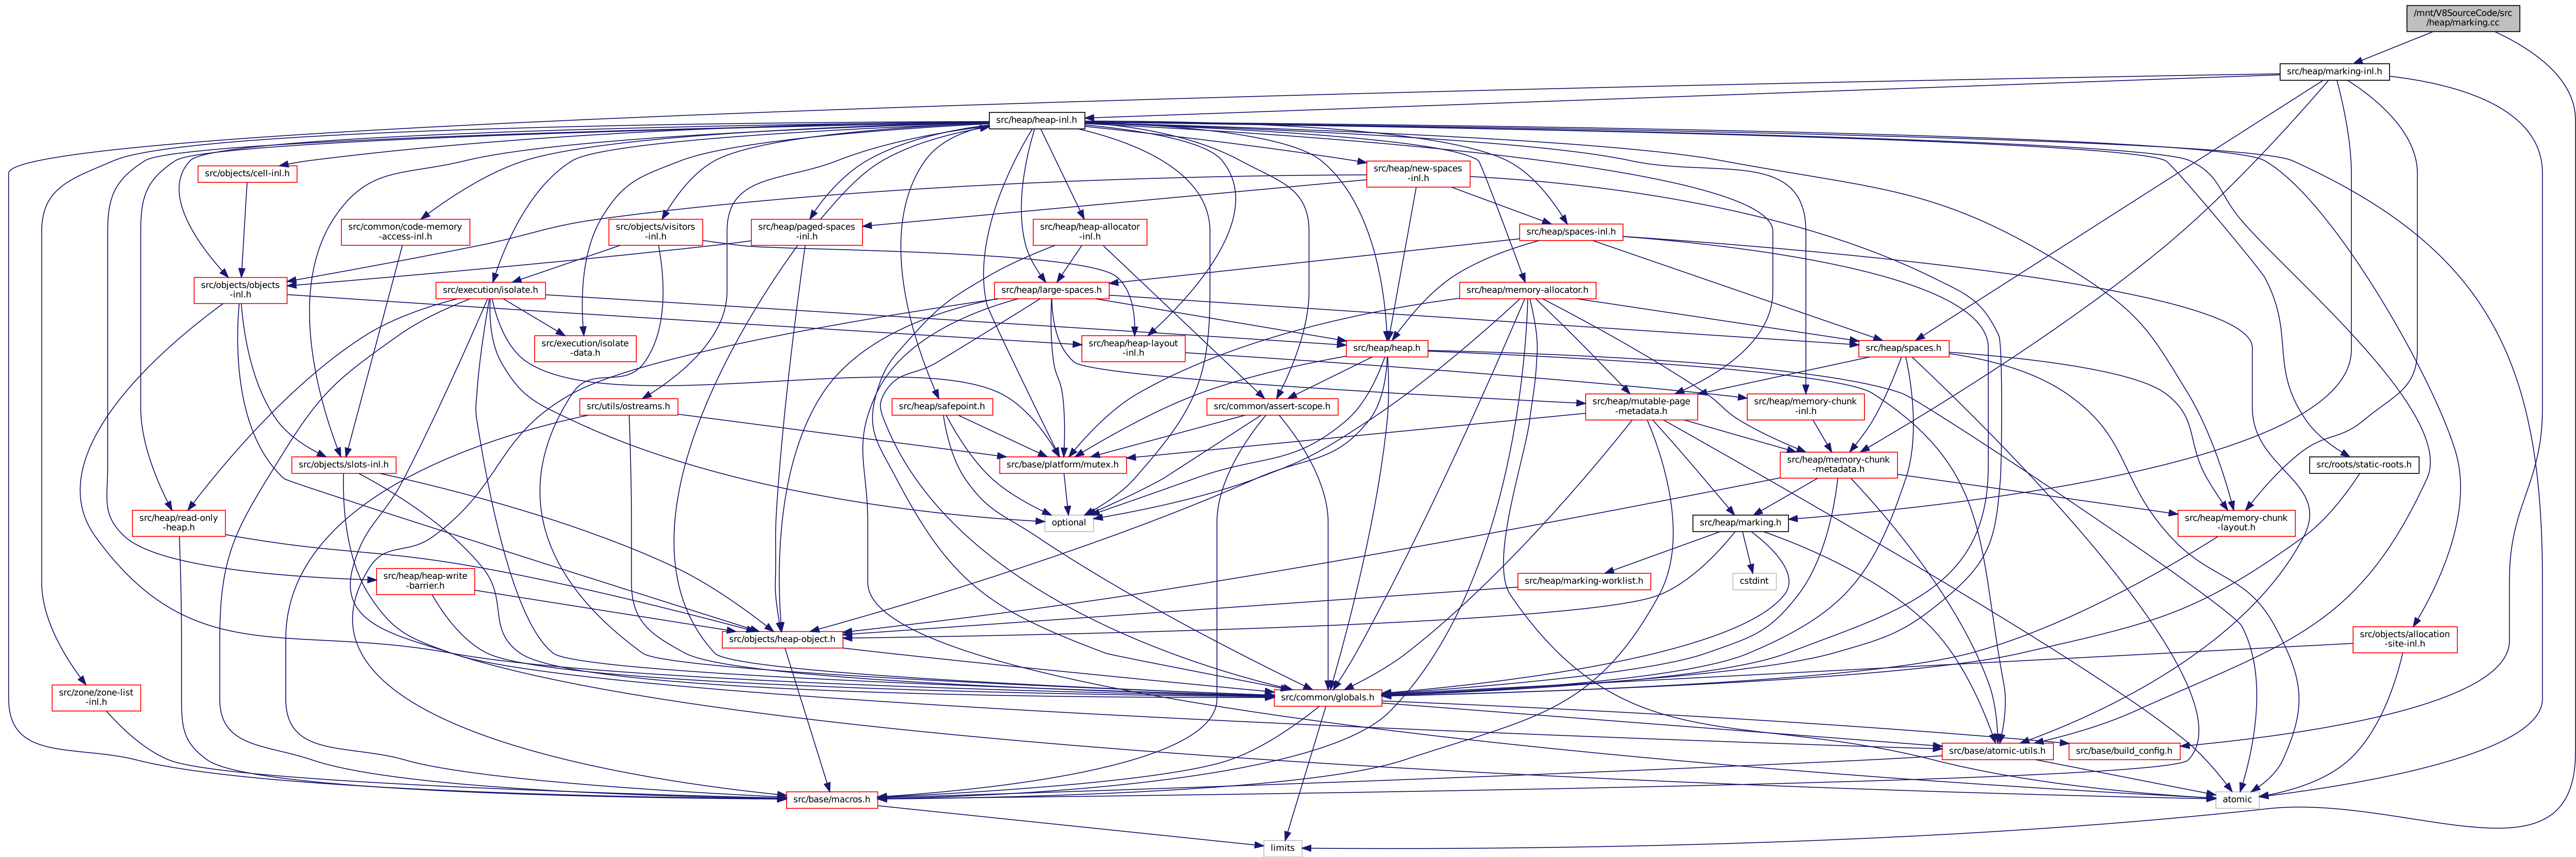 /mnt/V8SourceCode/src
/heap/marking.cc
src/heap/marking-inl.h
src/heap/heap-inl.h
src/objects/cell-inl.h
src/heap/new-spaces
-inl.h
src/common/code-memory
-access-inl.h
src/objects/visitors
-inl.h
src/heap/paged-spaces
-inl.h
src/heap/heap-allocator
-inl.h
src/heap/spaces-inl.h
src/objects/objects
-inl.h
src/execution/isolate.h
src/heap/large-spaces.h
src/heap/memory-allocator.h
src/execution/isolate
-data.h
src/heap/heap-layout
-inl.h
src/heap/heap.h
src/heap/spaces.h
src/utils/ostreams.h
src/heap/safepoint.h
src/common/assert-scope.h
src/heap/mutable-page
-metadata.h
src/heap/memory-chunk
-inl.h
src/objects/slots-inl.h
src/base/platform/mutex.h
src/heap/memory-chunk
-metadata.h
src/roots/static-roots.h
src/heap/read-only
-heap.h
optional
src/heap/marking.h
src/heap/memory-chunk
-layout.h
src/heap/heap-write
-barrier.h
src/heap/marking-worklist.h
cstdint
src/objects/heap-object.h
src/objects/allocation
-site-inl.h
src/zone/zone-list
-inl.h
src/common/globals.h
src/base/atomic-utils.h
src/base/build_config.h
src/base/macros.h
atomic
limits